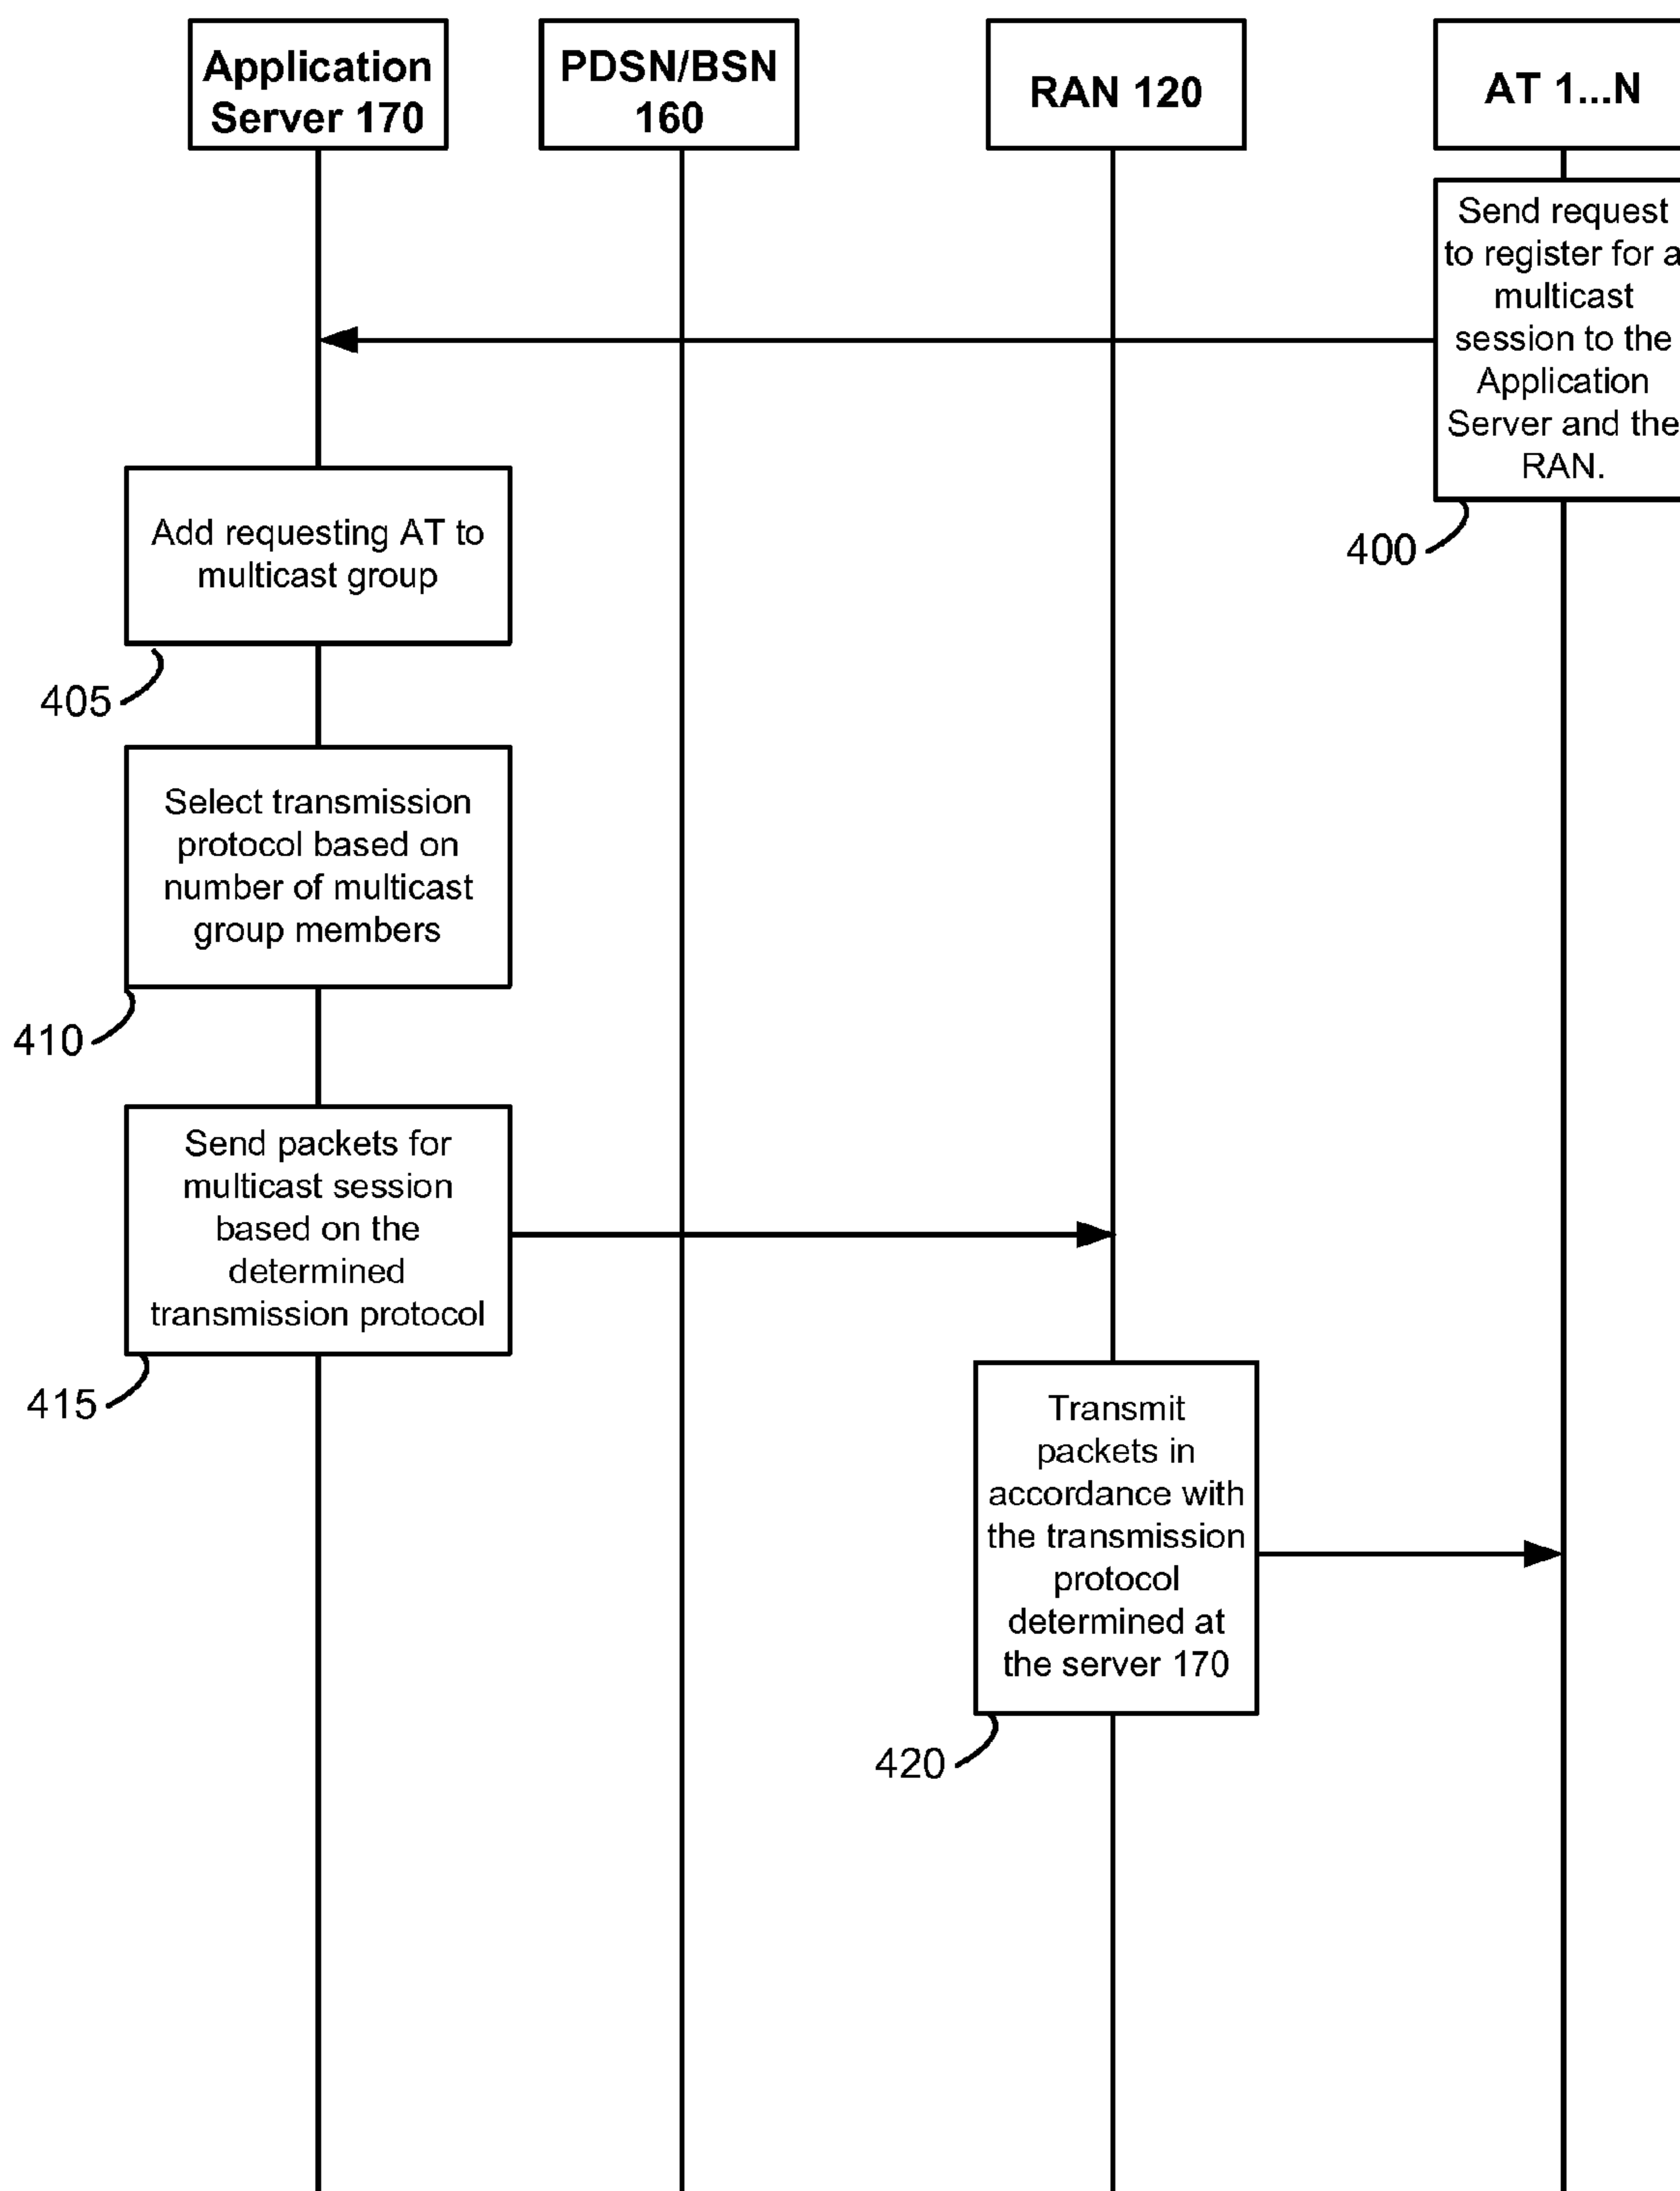 Application
Server 170
PDSN/BSN
160
RAN 120
AT 1...N
Send request
to register for a
multicast
session to the
Application
Server and the
RAN.
400
Add requesting AT to
multicast group
405
Select transmission
protocol based on
number of multicast
group members
410
Send packets for
multicast session
based on the
determined
transmission protocol
415
Transmit
packets in
accordance with
the transmission
protocol
determined at
the server 170
420